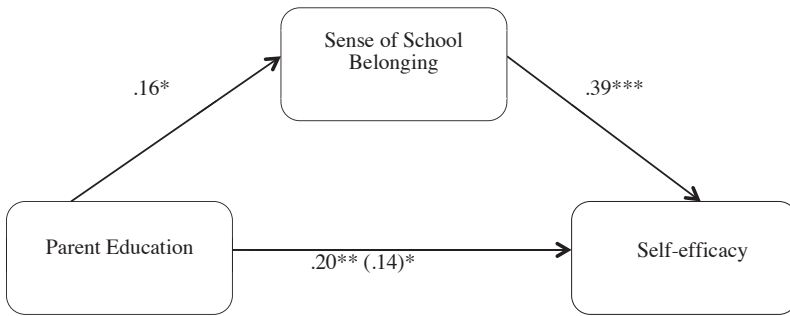 Sense of School
Belonging
.16*
.39***
Parent Education
.20** (.14)*
Self-efficacy